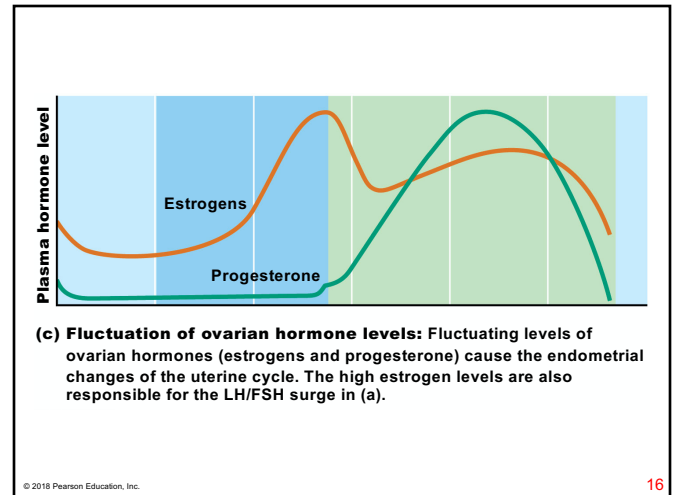 Plasma hormone level
Estrogens
Progesterone
(c) Fluctuation of ovarian hormone levels: Fluctuating levels of
ovarian hormones (estrogens and progesterone) cause the endometrial
changes of the uterine cycle. The high estrogen levels are also
responsible for the LH/FSH surge in (a).
© 2018 Pearson Education, Inc.
16